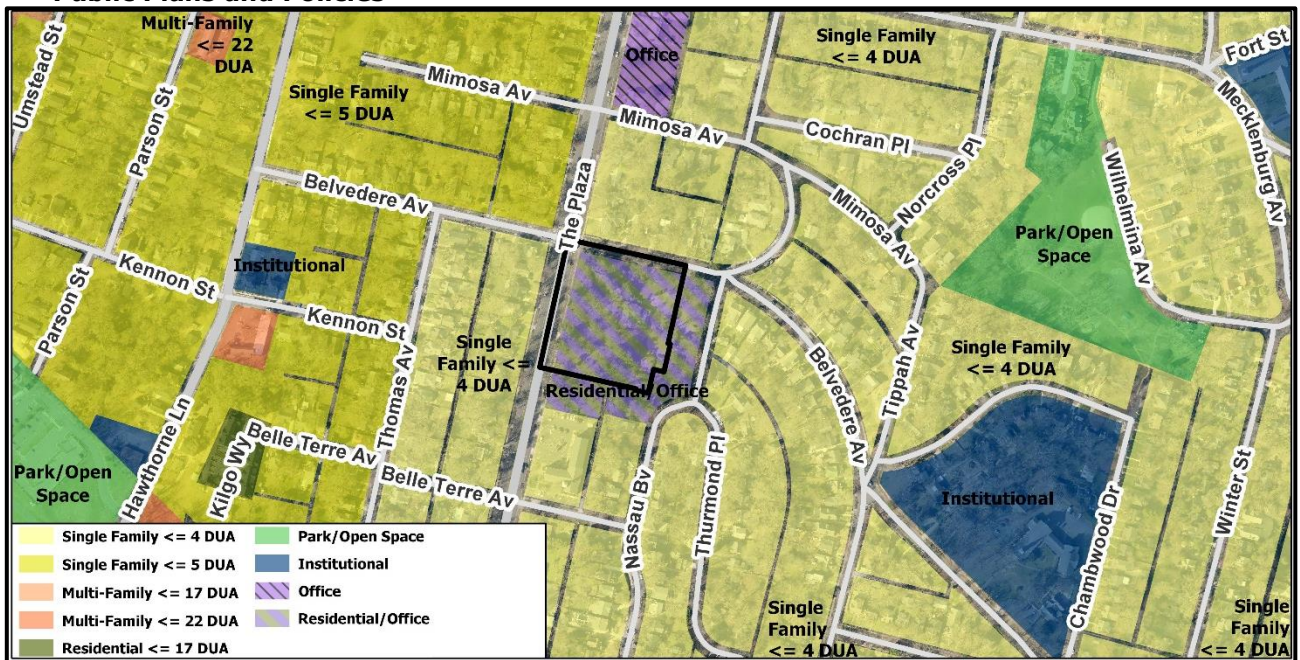 Public Plans and Policies
Multi-Family
<= 22
DUA
Office
Single Family
<= 4 DUA
Fort St
Umstead St
Parson St
Mimosa Av
Single Family
<= 5 DUA
Mimosa Av
Cochran Pl
Norcross Pl
Mecklenburg Av
Wilhelmina Av
Belvedere Av
The Plaza
Mimosa Av
Park/Open
Space
Institutional
Kennon St
Parson St
Kennon St
Thomas Av
Single
Family <=
4 DUA
Residential/Office
Belvedere Av
Tippah Av
Single Family
<= 4 DUA
Hawthorne Ln
Kilgo Wy
Belle Terre Av
Belle Terre Av
Park/Open
Space
Nassau Bv
Thurmond Pl
Institutional
Chambwood Dr
Winter St
Single
Family
<= 4 DUA
Single
Family
<= 4 DUA
Single Family <= 4 DUA
Single Family <= 5 DUA
Multi-Family <= 17 DUA
Multi-Family <= 22 DUA
Residential <= 17 DUA
Park/Open Space
Institutional
Office
Residential/Office